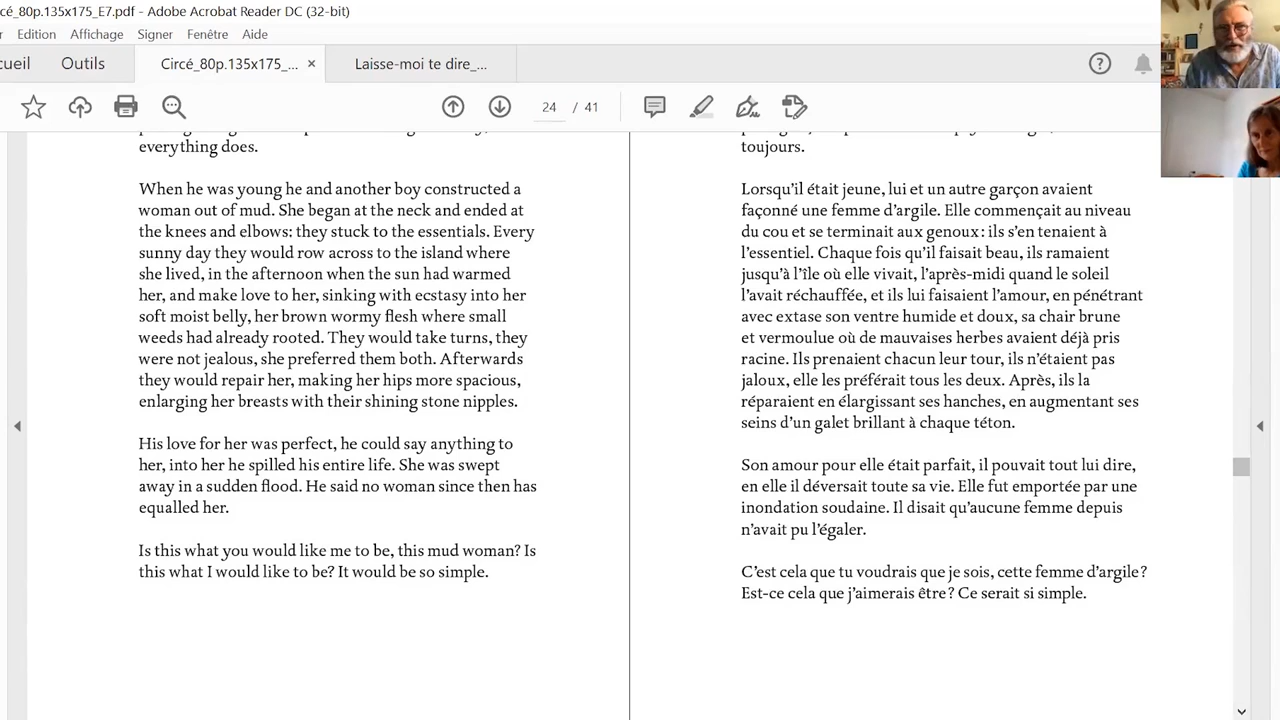 rcé_80p.135x175_E7.pdf - Adobe Acrobat Reader DC (32-bit)
Edition Affichage Signer Fenêtre Aide
cueil Outils Circé_80p.135x175_... × Laisse-moi te dire_...
24 / 41
everything does.
When he was young he and another boy constructed a
woman out of mud. She began at the neck and ended at
the knees and elbows: they stuck to the essentials. Every
sunny day they would row across to the island where
she lived, in the afternoon when the sun had warmed
her, and make love to her, sinking with ecstasy into her
soft moist belly, her brown wormy flesh where small
weeds had already rooted. They would take turns, they
were not jealous, she preferred them both. Afterwards
they would repair her, making her hips more spacious,
enlarging her breasts with their shining stone nipples.
His love for her was perfect, he could say anything to
her, into her he spilled his entire life. She was swept
away in a sudden flood. He said no woman since then has
equalled her.
Is this what you would like me to be, this mud woman? Is
this what I would like to be? It would be so simple.
toujours.
Lorsqu'il était jeune, lui et un autre garçon avaient
façonné une femme d'argile. Elle commençait au niveau
du cou et se terminait aux genoux : ils s'en tenaient à
l'essentiel. Chaque fois qu'il faisait beau, ils ramaient
jusqu'à l'île où elle vivait, l'après-midi quand le soleil
l'avait réchauffée, et ils lui faisaient l'amour, en pénétrant
avec extase son ventre humide et doux, sa chair brune
et vermoulue où de mauvaises herbes avaient déjà pris
racine. Ils prenaient chacun leur tour, ils n'étaient pas
jaloux, elle les préférait tous les deux. Après, ils la
réparaient en élargissant ses hanches, en augmentant ses
seins d'un galet brillant à chaque téton.
Son amour pour elle était parfait, il pouvait tout lui dire,
en elle il déversait toute sa vie. Elle fut emportée par une
inondation soudaine. Il disait qu'aucune femme depuis
n'avait pu l'égaler.
C'est cela que tu voudrais que je sois, cette femme d'argile ?
Est-ce cela que j'aimerais être ? Ce serait si simple.